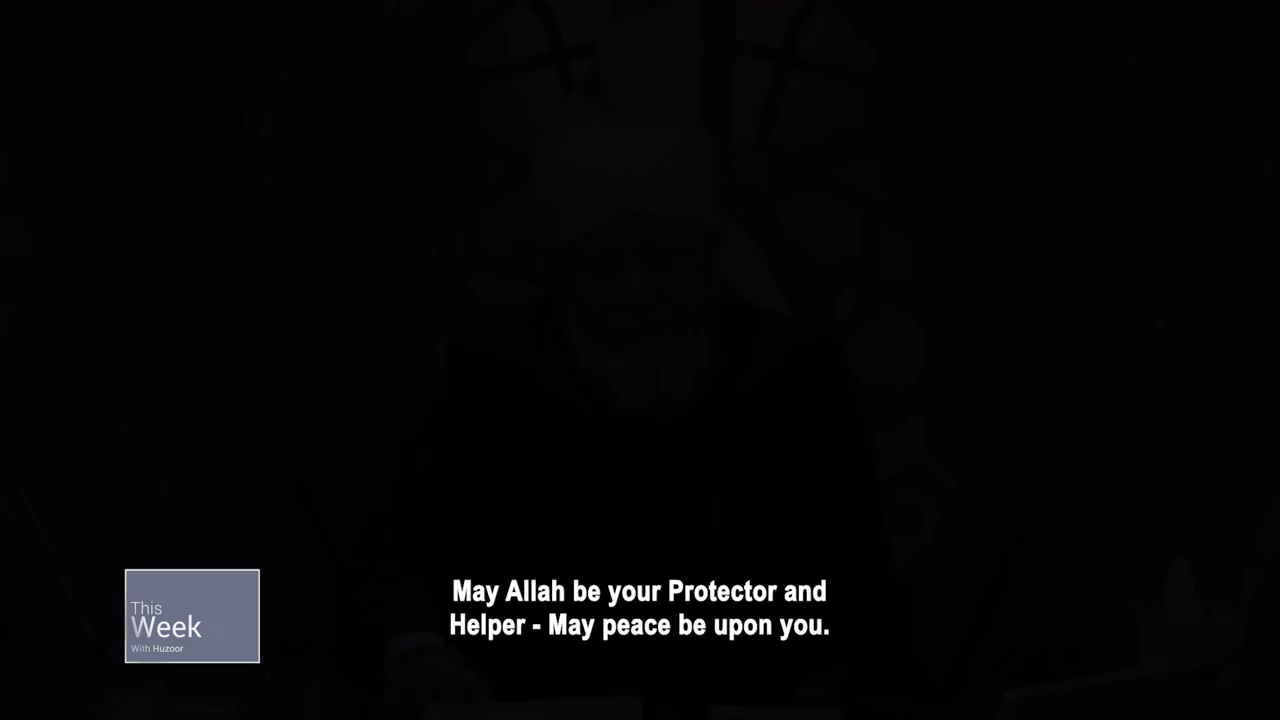 This
Week
With Huzoor
May Allah be your Protector and
Helper - May peace be upon you.